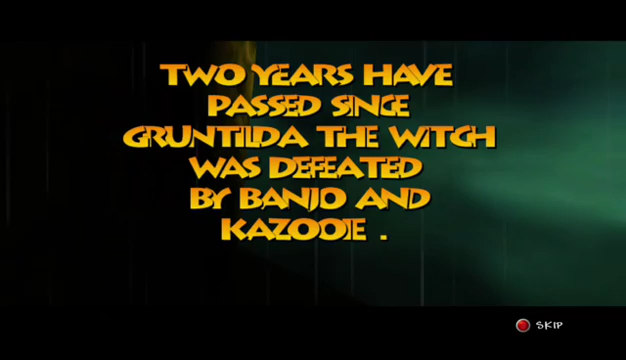 TWO YEARS HAVE
PASSED SINCE
GRUNTILDA THE WITCH
WAS DEFEATED
BY BANJO AND
KAZOOIE .
SKIP